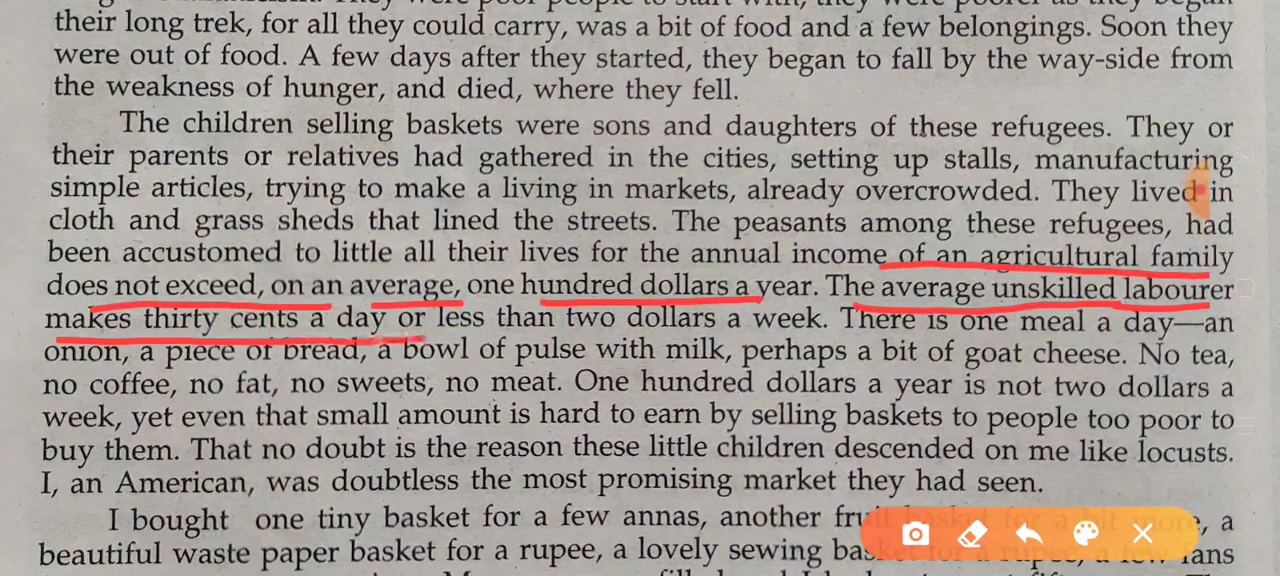 their long trek, for all they could carry, was a bit of food and a few belongings. Soon they
were out of food. A few days after they started, they began to fall by the way-side from
the weakness of hunger, and died, where they fell.
The children selling baskets were sons and daughters of these refugees. They or
their parents or relatives had gathered in the cities, setting up stalls, manufacturing
simple articles, trying to make a living in markets, already overcrowded. They lived in
cloth and grass sheds that lined the streets. The peasants among these refugees, had
been accustomed to little all their lives for the annual income of an agricultural family
does not exceed, on an average, one hundred dollars a year. The average unskilled labourer
makes thirty cents a day or less than two dollars a week. There is one meal a day—an
onion, a piece of bread, a bowl of pulse with milk, perhaps a bit of goat cheese. No tea,
no coffee, no fat, no sweets, no meat. One hundred dollars a year is not two dollars a
week, yet even that small amount is hard to earn by selling baskets to people too poor to
buy them. That no doubt is the reason these little children descended on me like locusts.
I, an American, was doubtless the most promising market they had seen.
I bought one tiny basket for a few annas, another fruit basket for a bit more, a
beautiful waste paper basket for a rupee, a lovely sewing basket for a rupee, a few fans